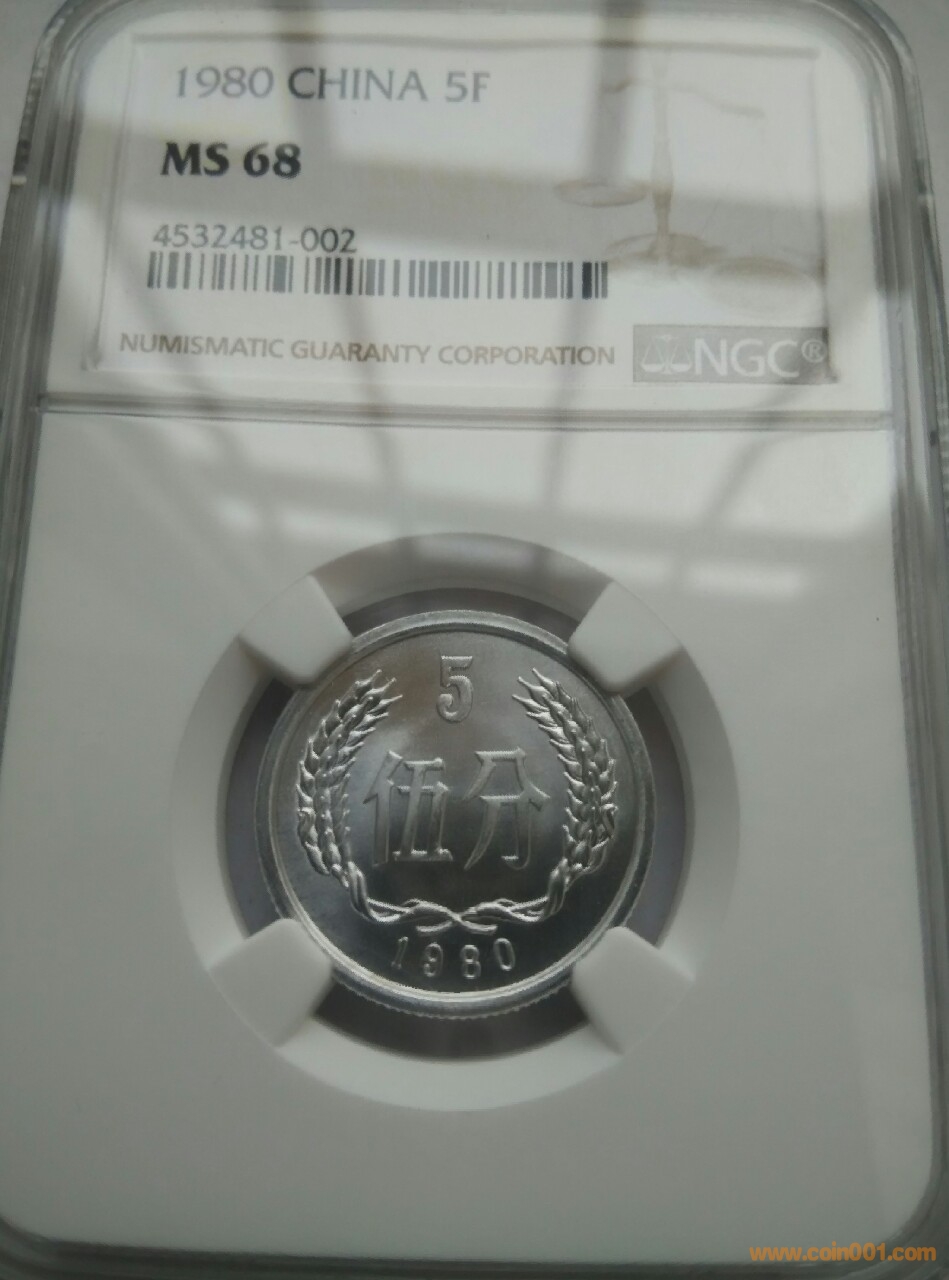 1980 CHINA 5F
MS 68
4532481-002
NUMISMATIC GUARANTY CORPORATION
NGC®
5
伍分
1980
www.coin001.com